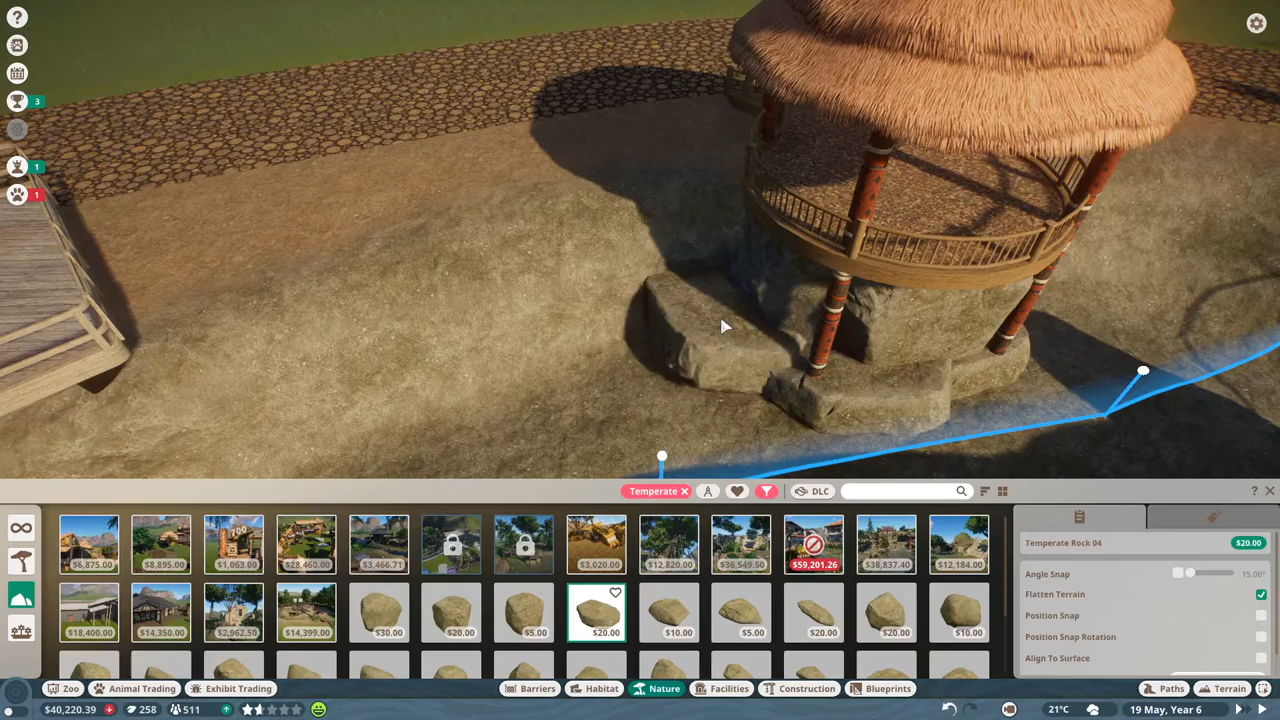 ?
3
1
1
Temperate ✕
DLC
? ✕
$6,875.00 $8,895.00 $1,063.00 $28,460.00 $3,466.71 $3,020.00 $12,820.00 $36,549.50 $59,201.26 $38,837.40 $12,184.00
$18,400.00 $14,350.00 $2,962.50 $14,399.00 $30.00 $20.00 $5.00 $20.00 $10.00 $5.00 $20.00 $20.00 $10.00
Temperate Rock 04 $20.00
Angle Snap 15.00°
Flatten Terrain
Position Snap
Position Snap Rotation
Align To Surface
Zoo Animal Trading Exhibit Trading Barriers Habitat Nature Facilities Construction Blueprints Paths Terrain
$40,220.39 258 511 21°C 19 May, Year 6